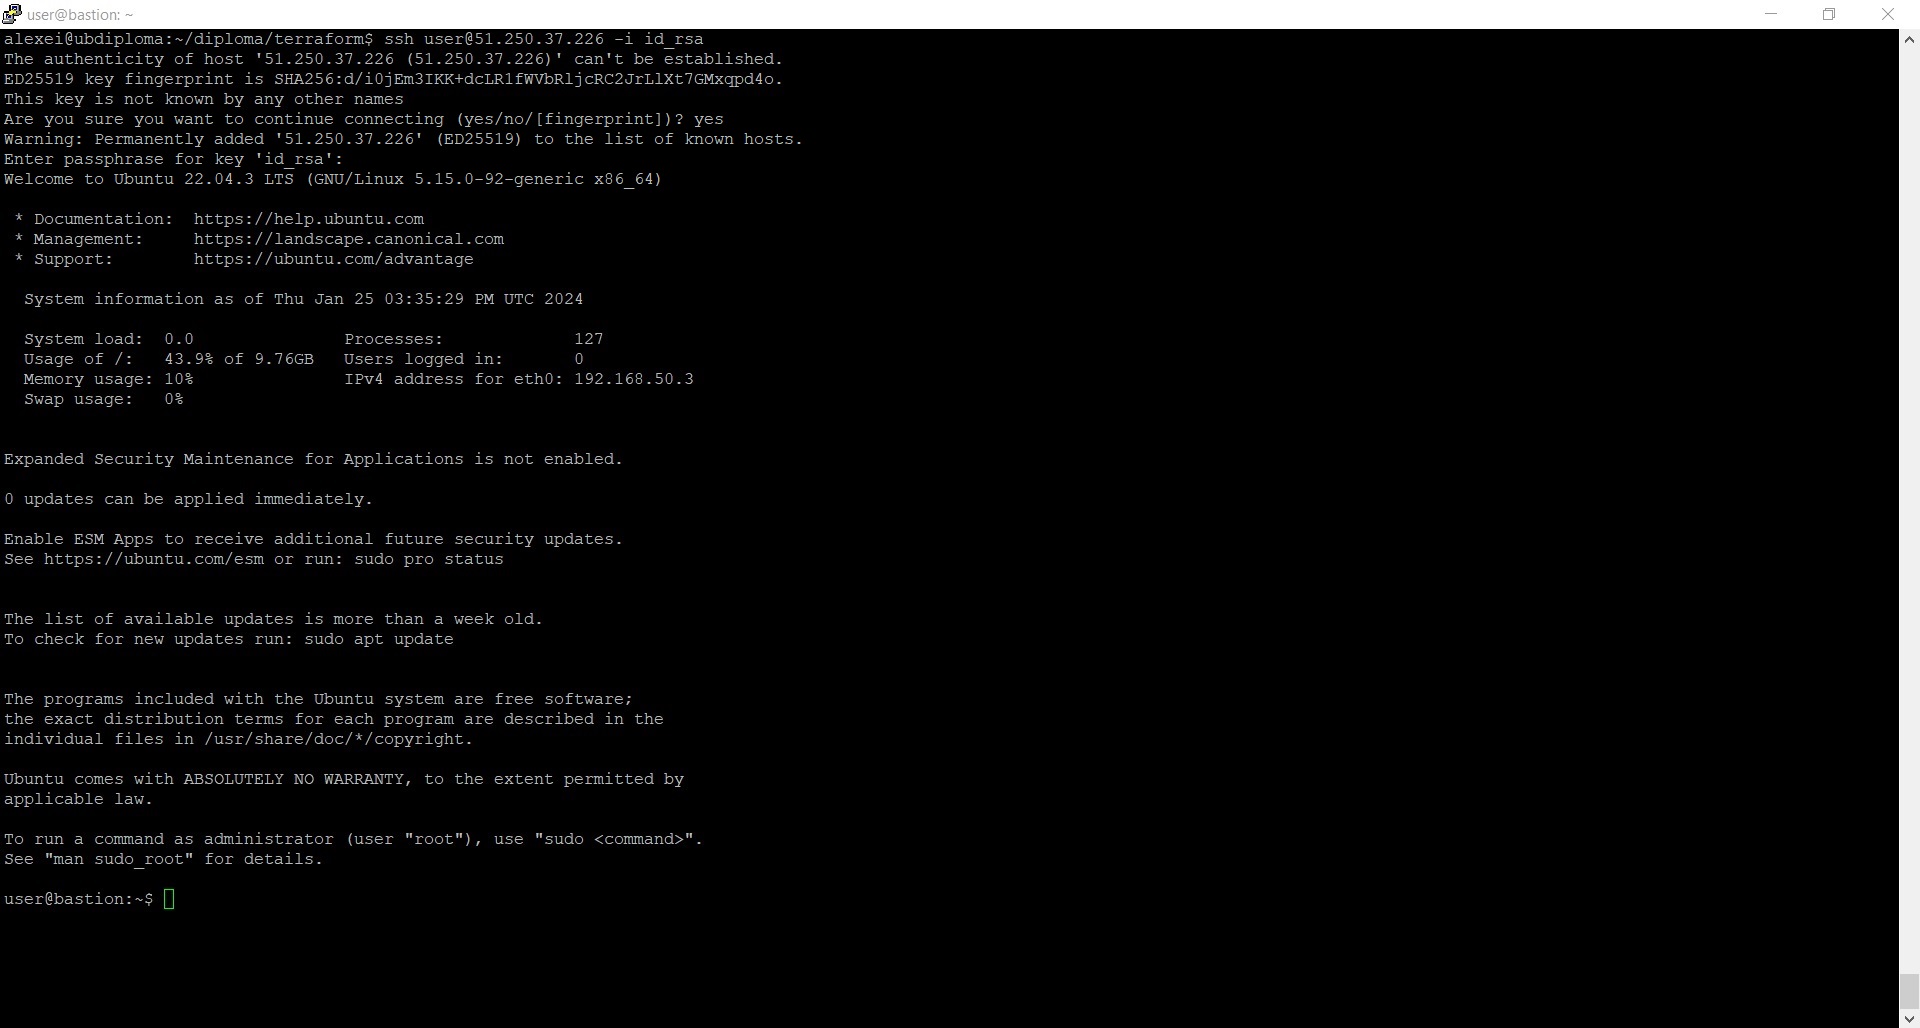 user@bastion: ~
alexei@ubdiploma:~/diploma/terraform$ ssh user@51.250.37.226 -i id_rsa
The authenticity of host '51.250.37.226 (51.250.37.226)' can't be established.
ED25519 key fingerprint is SHA256:d/i0jEm3IKK+dcLR1fWVbRljcRC2JrLlXt7GMxqpd4o.
This key is not known by any other names
Are you sure you want to continue connecting (yes/no/[fingerprint])? yes
Warning: Permanently added '51.250.37.226' (ED25519) to the list of known hosts.
Enter passphrase for key 'id_rsa':
Welcome to Ubuntu 22.04.3 LTS (GNU/Linux 5.15.0-92-generic x86_64)
 * Documentation:  https://help.ubuntu.com
 * Management:     https://landscape.canonical.com
 * Support:        https://ubuntu.com/advantage
  System information as of Thu Jan 25 03:35:29 PM UTC 2024
  System load:  0.0               Processes:             127
  Usage of /:   43.9% of 9.76GB   Users logged in:       0
  Memory usage: 10%               IPv4 address for eth0: 192.168.50.3
  Swap usage:   0%
Expanded Security Maintenance for Applications is not enabled.
0 updates can be applied immediately.
Enable ESM Apps to receive additional future security updates.
See https://ubuntu.com/esm or run: sudo pro status
The list of available updates is more than a week old.
To check for new updates run: sudo apt update
The programs included with the Ubuntu system are free software;
the exact distribution terms for each program are described in the
individual files in /usr/share/doc/*/copyright.
Ubuntu comes with ABSOLUTELY NO WARRANTY, to the extent permitted by
applicable law.
To run a command as administrator (user "root"), use "sudo <command>".
See "man sudo_root" for details.
user@bastion:~$